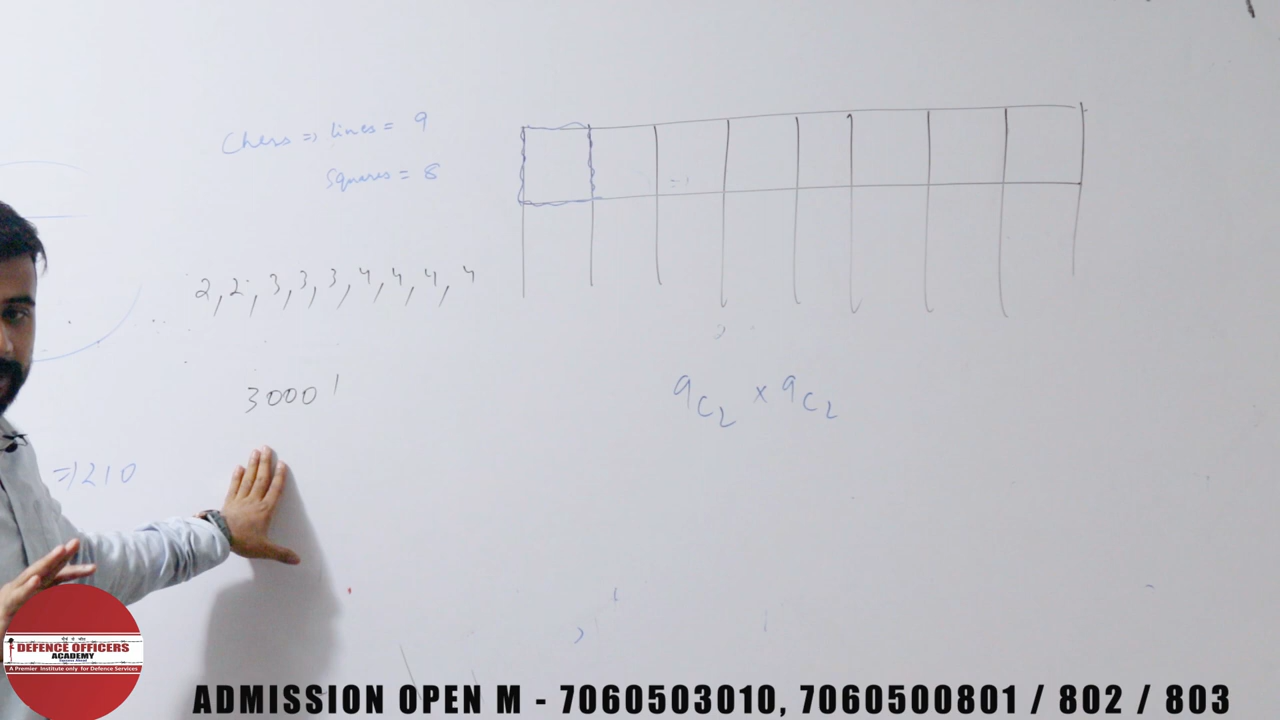 Chess => lines = 9
Squares = 8
2, 2, 3, 3, 3, 4, 4, 4, 4
3000
9C2 x 9C2
=> 210
DEFENCE OFFICERS
ACADEMY
A Premier Institute only for Defence Services
ADMISSION OPEN M - 7060503010, 7060500801 / 802 / 803